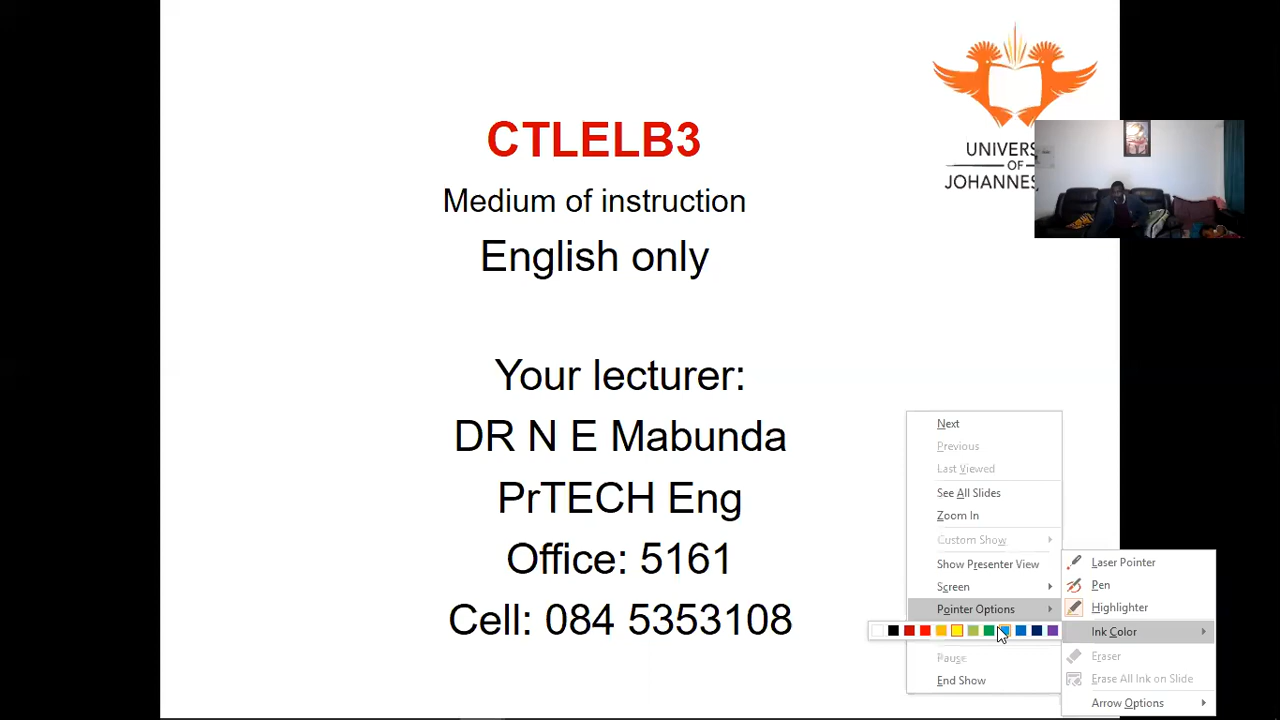 CTLELB3
Medium of instruction
English only
Your lecturer:
DR N E Mabunda
PrTECH Eng
Office: 5161
Cell: 084 5353108
UNIVERS
OF
JOHANNES
Next
Previous
Last Viewed
See All Slides
Zoom In
Custom Show
Show Presenter View
Screen
Pointer Options
Pause
End Show
Laser Pointer
Pen
Highlighter
Ink Color
Eraser
Erase All Ink on Slide
Arrow Options